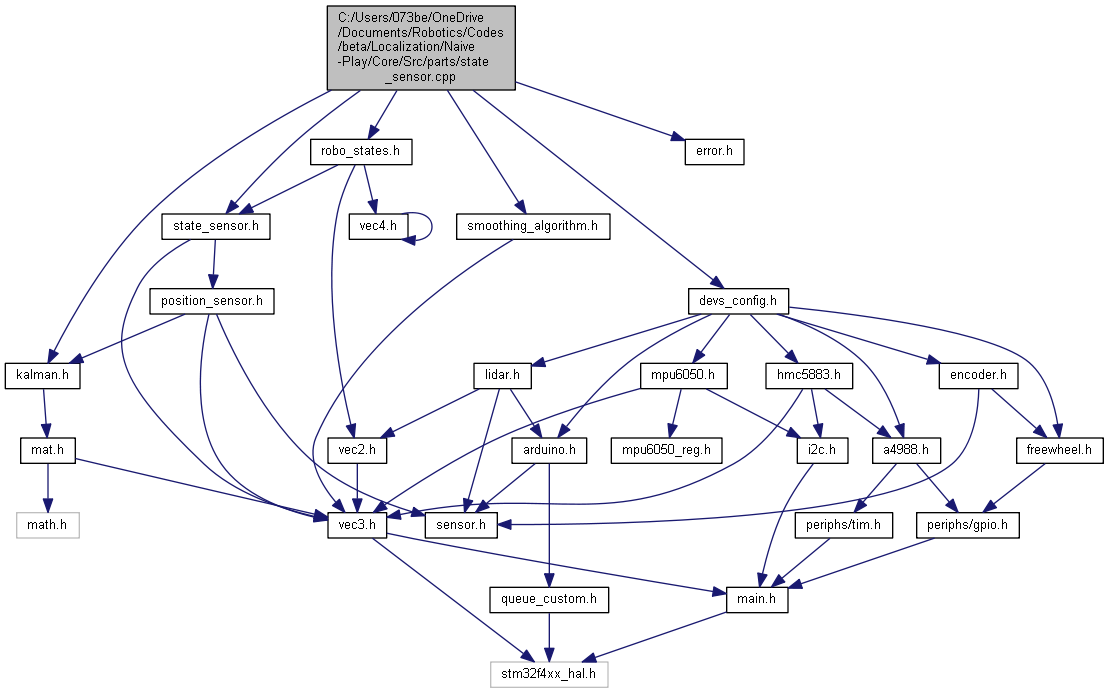 C:/Users/073be/OneDrive
/Documents/Robotics/Codes
/beta/Localization/Naive
-Play/Core/Src/parts/state
_sensor.cpp
robo_states.h
error.h
state_sensor.h
vec4.h
smoothing_algorithm.h
position_sensor.h
devs_config.h
kalman.h
lidar.h
mpu6050.h
hmc5883.h
encoder.h
mat.h
vec2.h
arduino.h
mpu6050_reg.h
i2c.h
a4988.h
freewheel.h
math.h
vec3.h
sensor.h
periphs/tim.h
periphs/gpio.h
queue_custom.h
main.h
stm32f4xx_hal.h